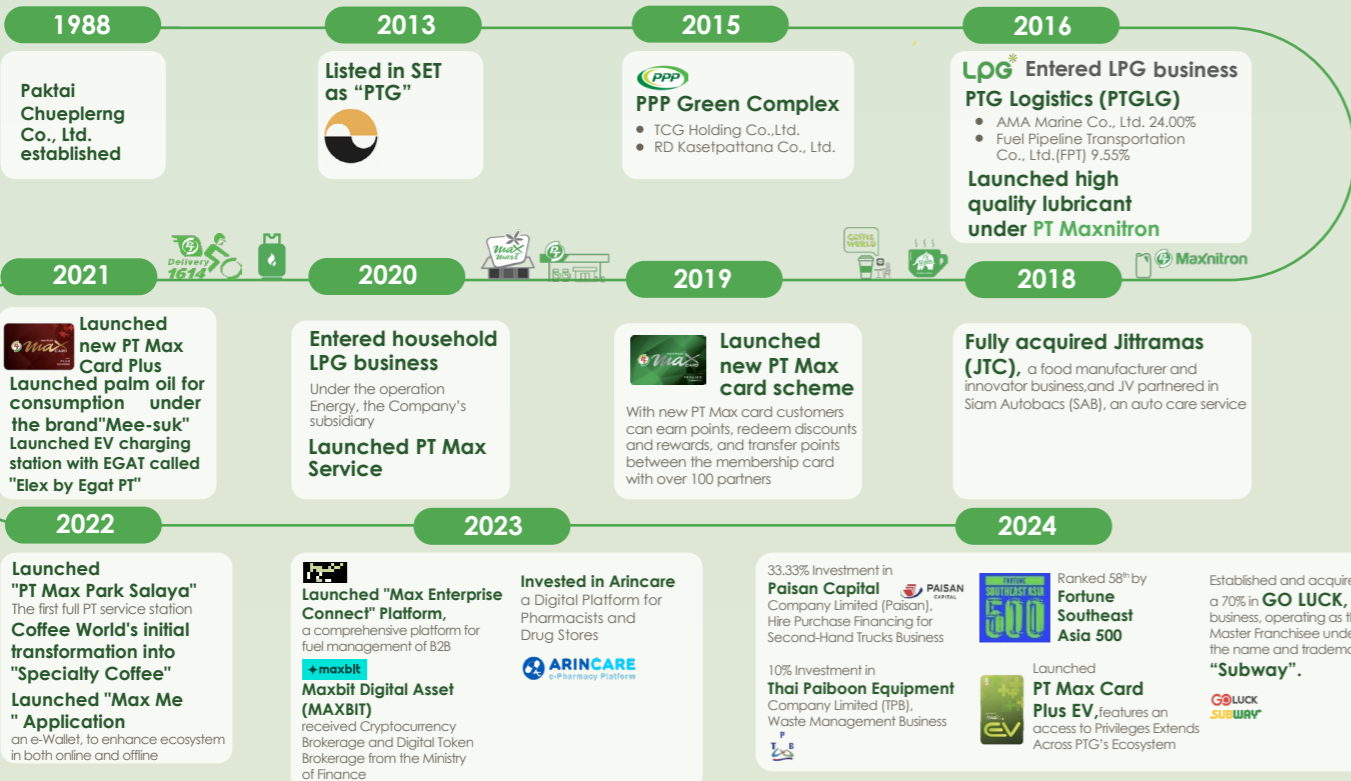 1988
Paktai
Chueplerng
Co., Ltd.
established
2013
Listed in SET
as “PTG”
2015
PPP
PPP Green Complex
● TCG Holding Co.,Ltd.
● RD Kasetpattana Co., Ltd.
2016
LPG Entered LPG business
PTG Logistics (PTGLG)
● AMA Marine Co., Ltd. 24.00%
● Fuel Pipeline Transportation
Co., Ltd.(FPT) 9.55%
Launched high
quality lubricant
under PT Maxnitron
Delivery
1614
max
mart
COFFEE
WORLD
Maxnitron
2021
max
CARD
Launched
new PT Max
Card Plus
Launched palm oil for
consumption under
the brand"Mee-suk"
Launched EV charging
station with EGAT called
"Elex by Egat PT"
2020
Entered household
LPG business
Under the operation
Energy, the Company’s
subsidiary
Launched PT Max
Service
2019
max
CARD
Launched
new PT Max
card scheme
With new PT Max card customers
can earn points, redeem discounts
and rewards, and transfer points
between the membership card
with over 100 partners
2018
Fully acquired Jittramas
(JTC), a food manufacturer and
innovator business,and JV partnered in
Siam Autobacs (SAB), an auto care service
2022
Launched
"PT Max Park Salaya"
The first full PT service station
Coffee World's initial
transformation into
"Specialty Coffee"
Launched "Max Me
" Application
an e-Wallet, to enhance ecosystem
in both online and offline
2023
Launched "Max Enterprise
Connect" Platform,
a comprehensive platform for
fuel management of B2B
maxbit
Maxbit Digital Asset
(MAXBIT)
received Cryptocurrency
Brokerage and Digital Token
Brokerage from the Ministry
of Finance
Invested in Arincare
a Digital Platform for
Pharmacists and
Drug Stores
ARINCARE
e-Pharmacy Platform
2024
33.33% Investment in
Paisan Capital
PAISAN
CAPITAL
Company Limited (Paisan),
Hire Purchase Financing for
Second-Hand Trucks Business
10% Investment in
Thai Paiboon Equipment
Company Limited (TPB),
Waste Management Business
P
T B
FORTUNE
SOUTHEAST ASIA
500
Ranked 58th by
Fortune
Southeast
Asia 500
EV
Launched
PT Max Card
Plus EV,features an
access to Privileges Extends
Across PTG’s Ecosystem
Established and acquire
a 70% in GO LUCK,
business, operating as th
Master Franchisee unde
the name and tradema
“Subway”.
GOLUCK
SUBWAY